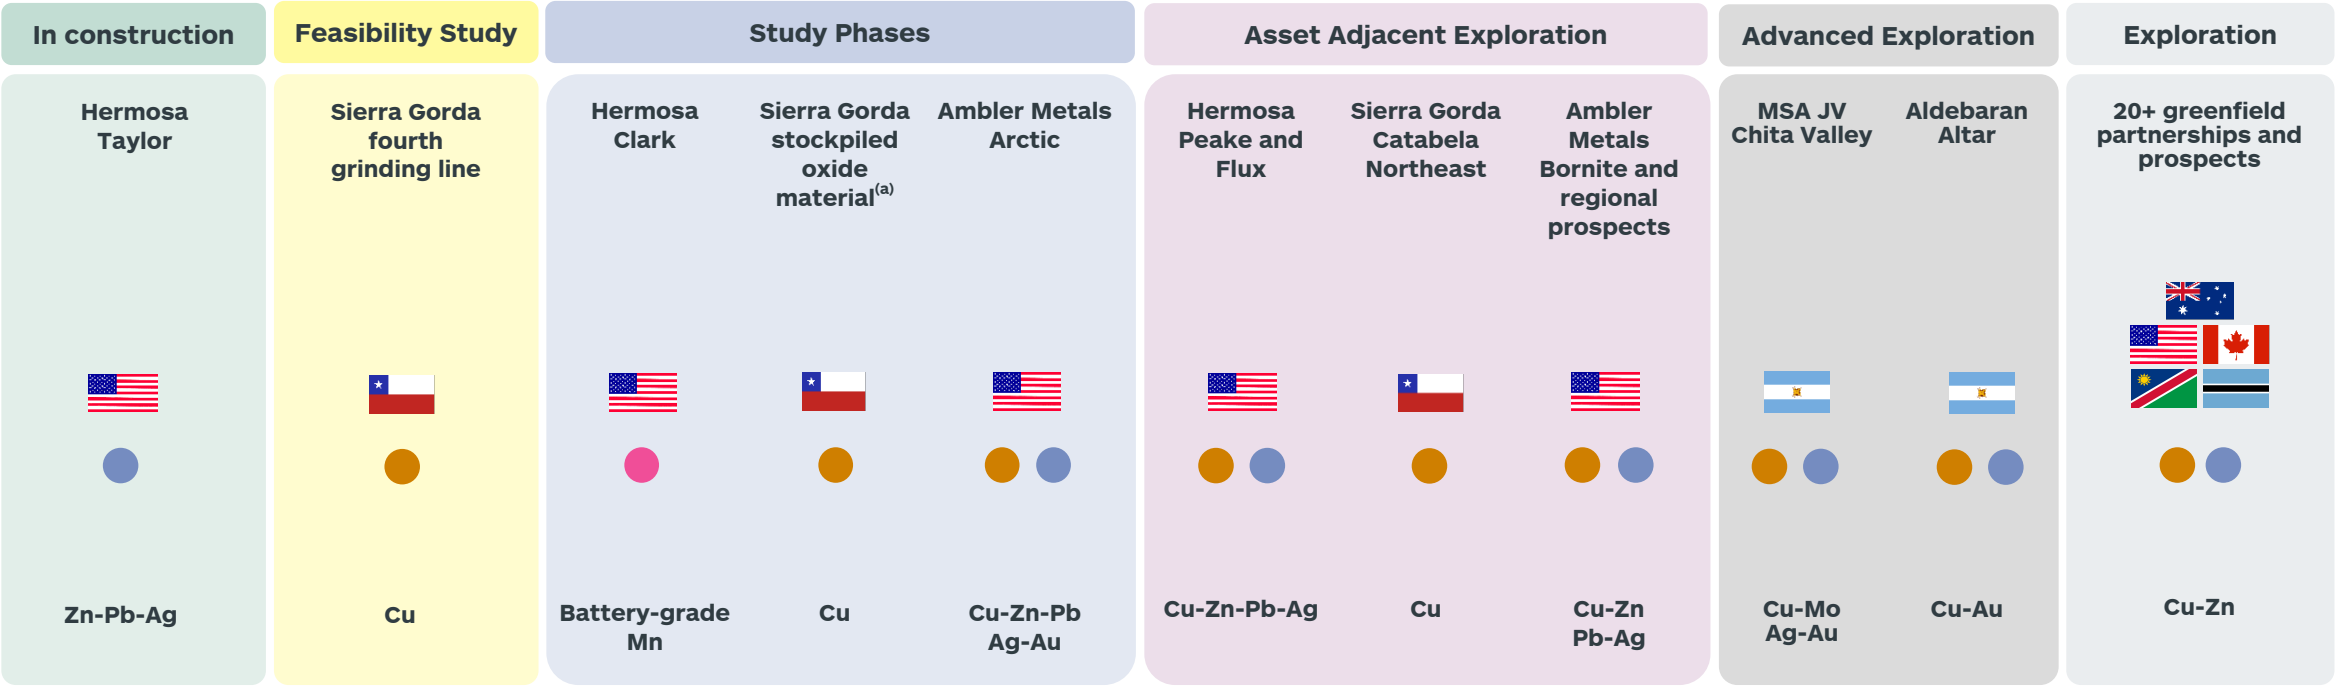 In construction
Feasibility Study
Study Phases
Asset Adjacent Exploration
Advanced Exploration
Exploration
Hermosa
Taylor
Zn-Pb-Ag
Sierra Gorda
fourth
grinding line
Cu
Hermosa
Clark
Battery-grade
Mn
Sierra Gorda
stockpiled
oxide
material(a)
Cu
Ambler Metals
Arctic
Cu-Zn-Pb
Ag-Au
Hermosa
Peake and
Flux
Cu-Zn-Pb-Ag
Sierra Gorda
Catabela
Northeast
Cu
Ambler
Metals
Bornite and
regional
prospects
Cu-Zn
Pb-Ag
MSA JV
Chita Valley
Cu-Mo
Ag-Au
Aldebaran
Altar
Cu-Au
20+ greenfield
partnerships and
prospects
Cu-Zn